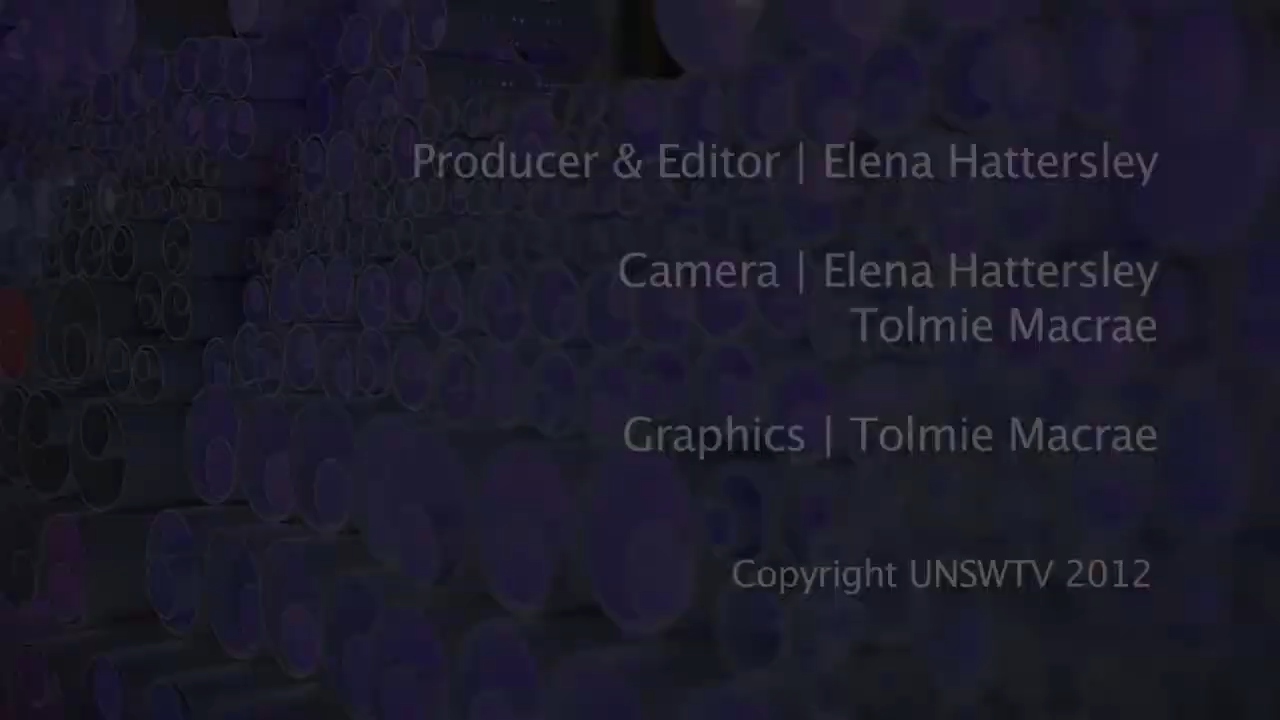 Producer & Editor | Elena Hattersley
Camera | Elena Hattersley
Tolmie Macrae
Graphics | Tolmie Macrae
Copyright UNSWTV 2012